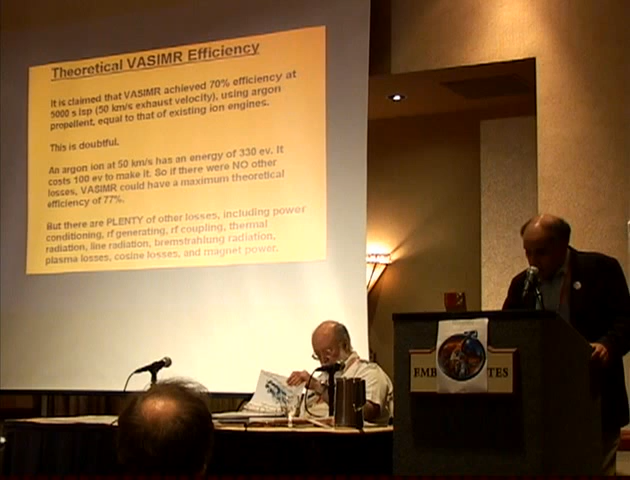 Theoretical VASIMR Efficiency
It is claimed that VASIMR achieved 70% efficiency at
5000 s Isp (50 km/s exhaust velocity), using argon
propellent, equal to that of existing ion engines.
This is doubtful.
An argon ion at 50 km/s has an energy of 330 ev. It
costs 100 ev to make it. So if there were NO other
losses, VASIMR could have a maximum theoretical
efficiency of 77%.
But there are PLENTY of other losses, including power
conditioning, rf generating, rf coupling, thermal
radiation, line radiation, bremstrahlung radiation,
plasma losses, cosine losses, and magnet power.
EMB TES